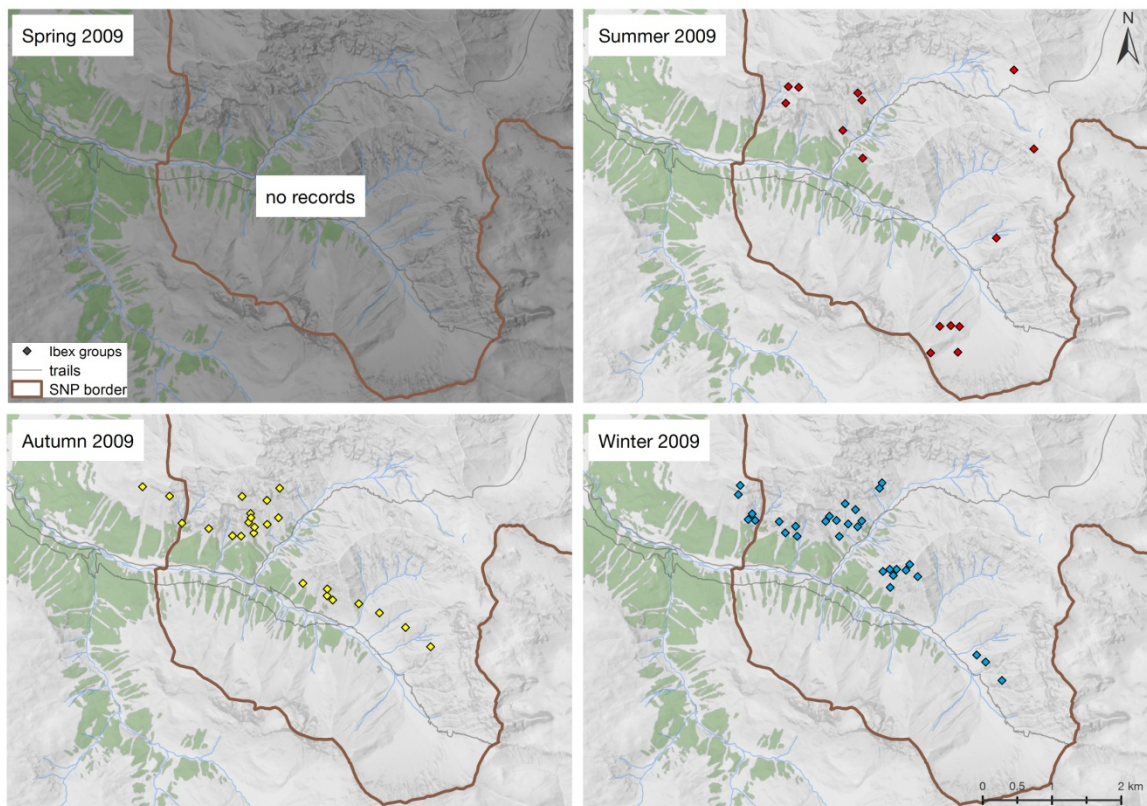 Spring 2009
no records
Ibex groups
trails
SNP border
Summer 2009
N
Autumn 2009
Winter 2009
0 0.5 1 2 km